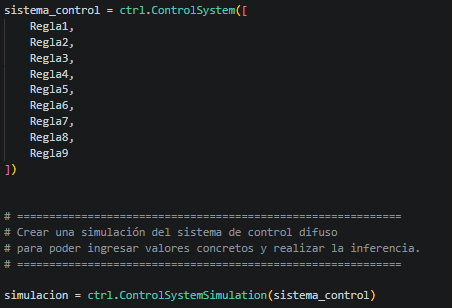 sistema_control = ctrl.ControlSystem([
    Regla1,
    Regla2,
    Regla3,
    Regla4,
    Regla5,
    Regla6,
    Regla7,
    Regla8,
    Regla9
])
# ============================================================
# Crear una simulación del sistema de control difuso
# para poder ingresar valores concretos y realizar la inferencia.
# ============================================================
simulacion = ctrl.ControlSystemSimulation(sistema_control)